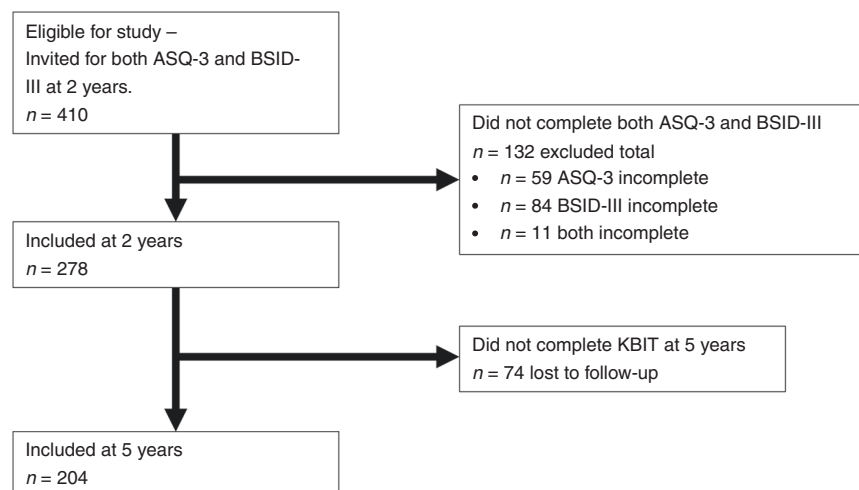 Eligible for study –
Invited for both ASQ-3 and BSID-
III at 2 years.
n = 410
Did not complete both ASQ-3 and BSID-III
n = 132 excluded total
• n = 59 ASQ-3 incomplete
• n = 84 BSID-III incomplete
• n = 11 both incomplete
Included at 2 years
n = 278
Did not complete KBIT at 5 years
n = 74 lost to follow-up
Included at 5 years
n = 204